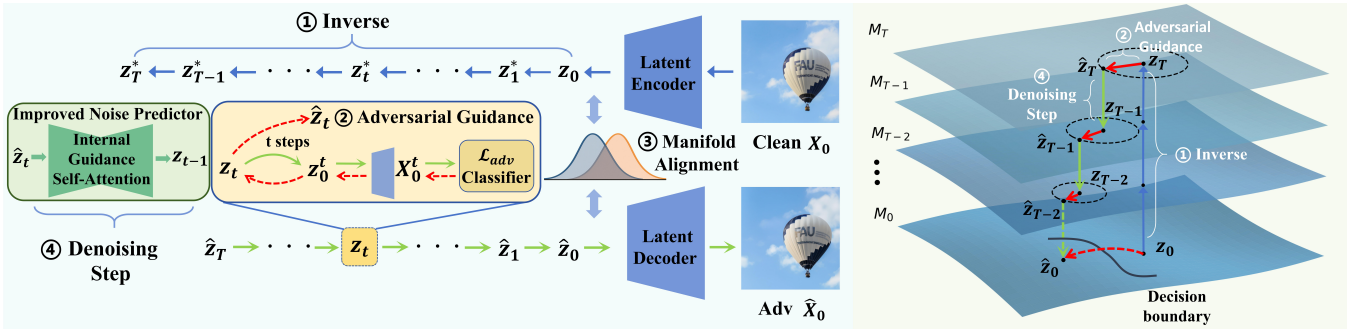 ① Inverse
z*_T ← z*_{T−1} ← · · · ← z*_t ← · · · ← z*_1 ← z_0
Latent
Encoder
FAU
Clean X_0
Improved Noise Predictor
Internal
Guidance
Self-Attention
ẑ_t
z_{t−1}
ẑ_t ② Adversarial Guidance
t steps
z_t
z_0^t
X_0^t
ℒ_adv
Classifier
③ Manifold
Alignment
④ Denoising
Step
ẑ_T → · · · → z_t → · · · → ẑ_1 → ẑ_0
Latent
Decoder
FAU
Adv X̂_0
M_T
M_{T−1}
M_{T−2}
⋮
M_0
② Adversarial
Guidance
ẑ_T
z_T
④
Denoising
Step
z_{T−1}
ẑ_{T−1}
① Inverse
z_{T−2}
ẑ_{T−2}
z_0
ẑ_0
Decision
boundary